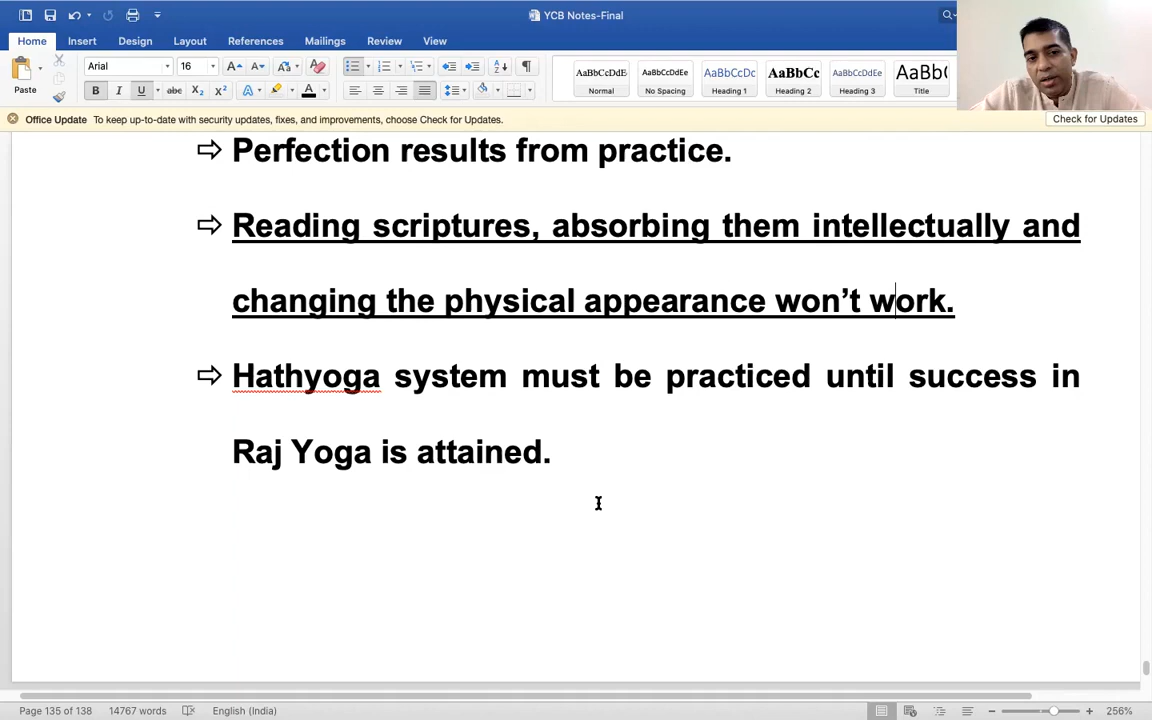 YCB Notes-Final
Home Insert Design Layout References Mailings Review View
Paste
Arial 16
B I U abc X₂ X² A A
AaBbCcDdE AaBbCcDdEe AaBbCcDc AaBbCc AaBbCcDdEe AaBb(
Normal No Spacing Heading 1 Heading 2 Heading 3 Title
Office Update To keep up-to-date with security updates, fixes, and improvements, choose Check for Updates. Check for Updates
⇨ Perfection results from practice.
⇨ Reading scriptures, absorbing them intellectually and
changing the physical appearance won’t work.
⇨ Hathyoga system must be practiced until success in
Raj Yoga is attained.
Page 135 of 138 14767 words English (India) 256%